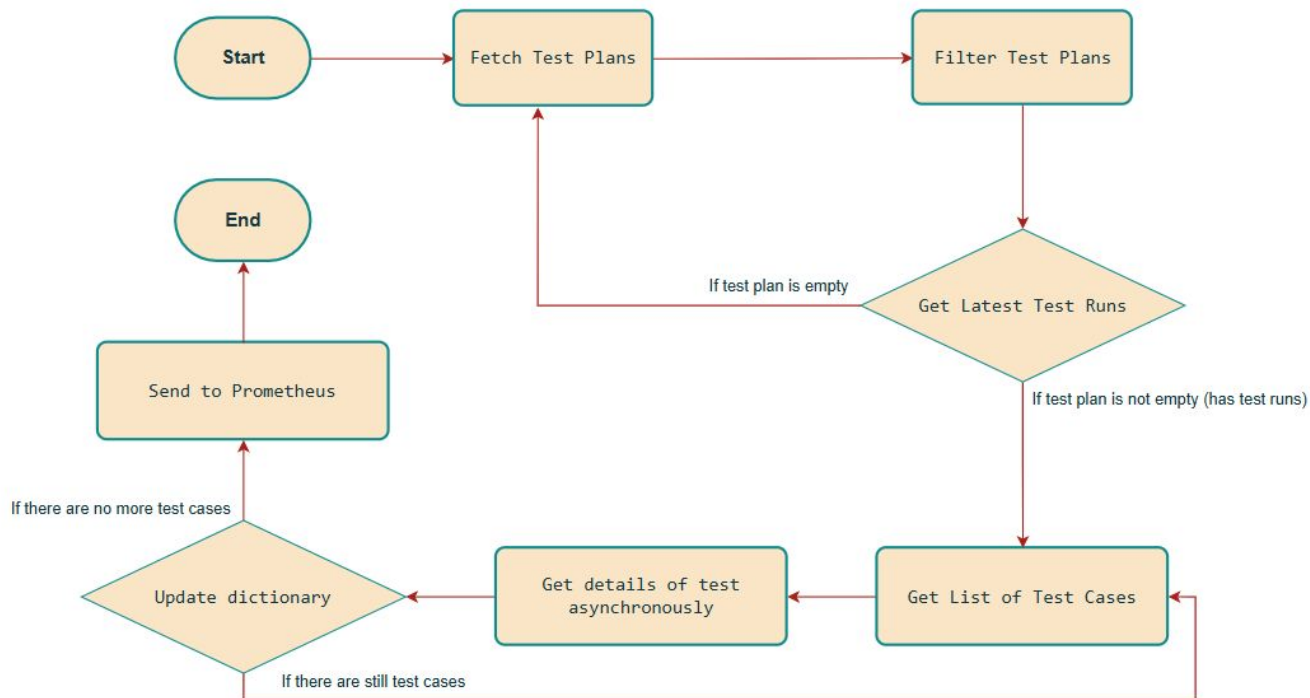 Start
Fetch Test Plans
Filter Test Plans
End
If test plan is empty
Get Latest Test Runs
Send to Prometheus
If test plan is not empty (has test runs)
If there are no more test cases
Update dictionary
Get details of test
asynchronously
Get List of Test Cases
If there are still test cases